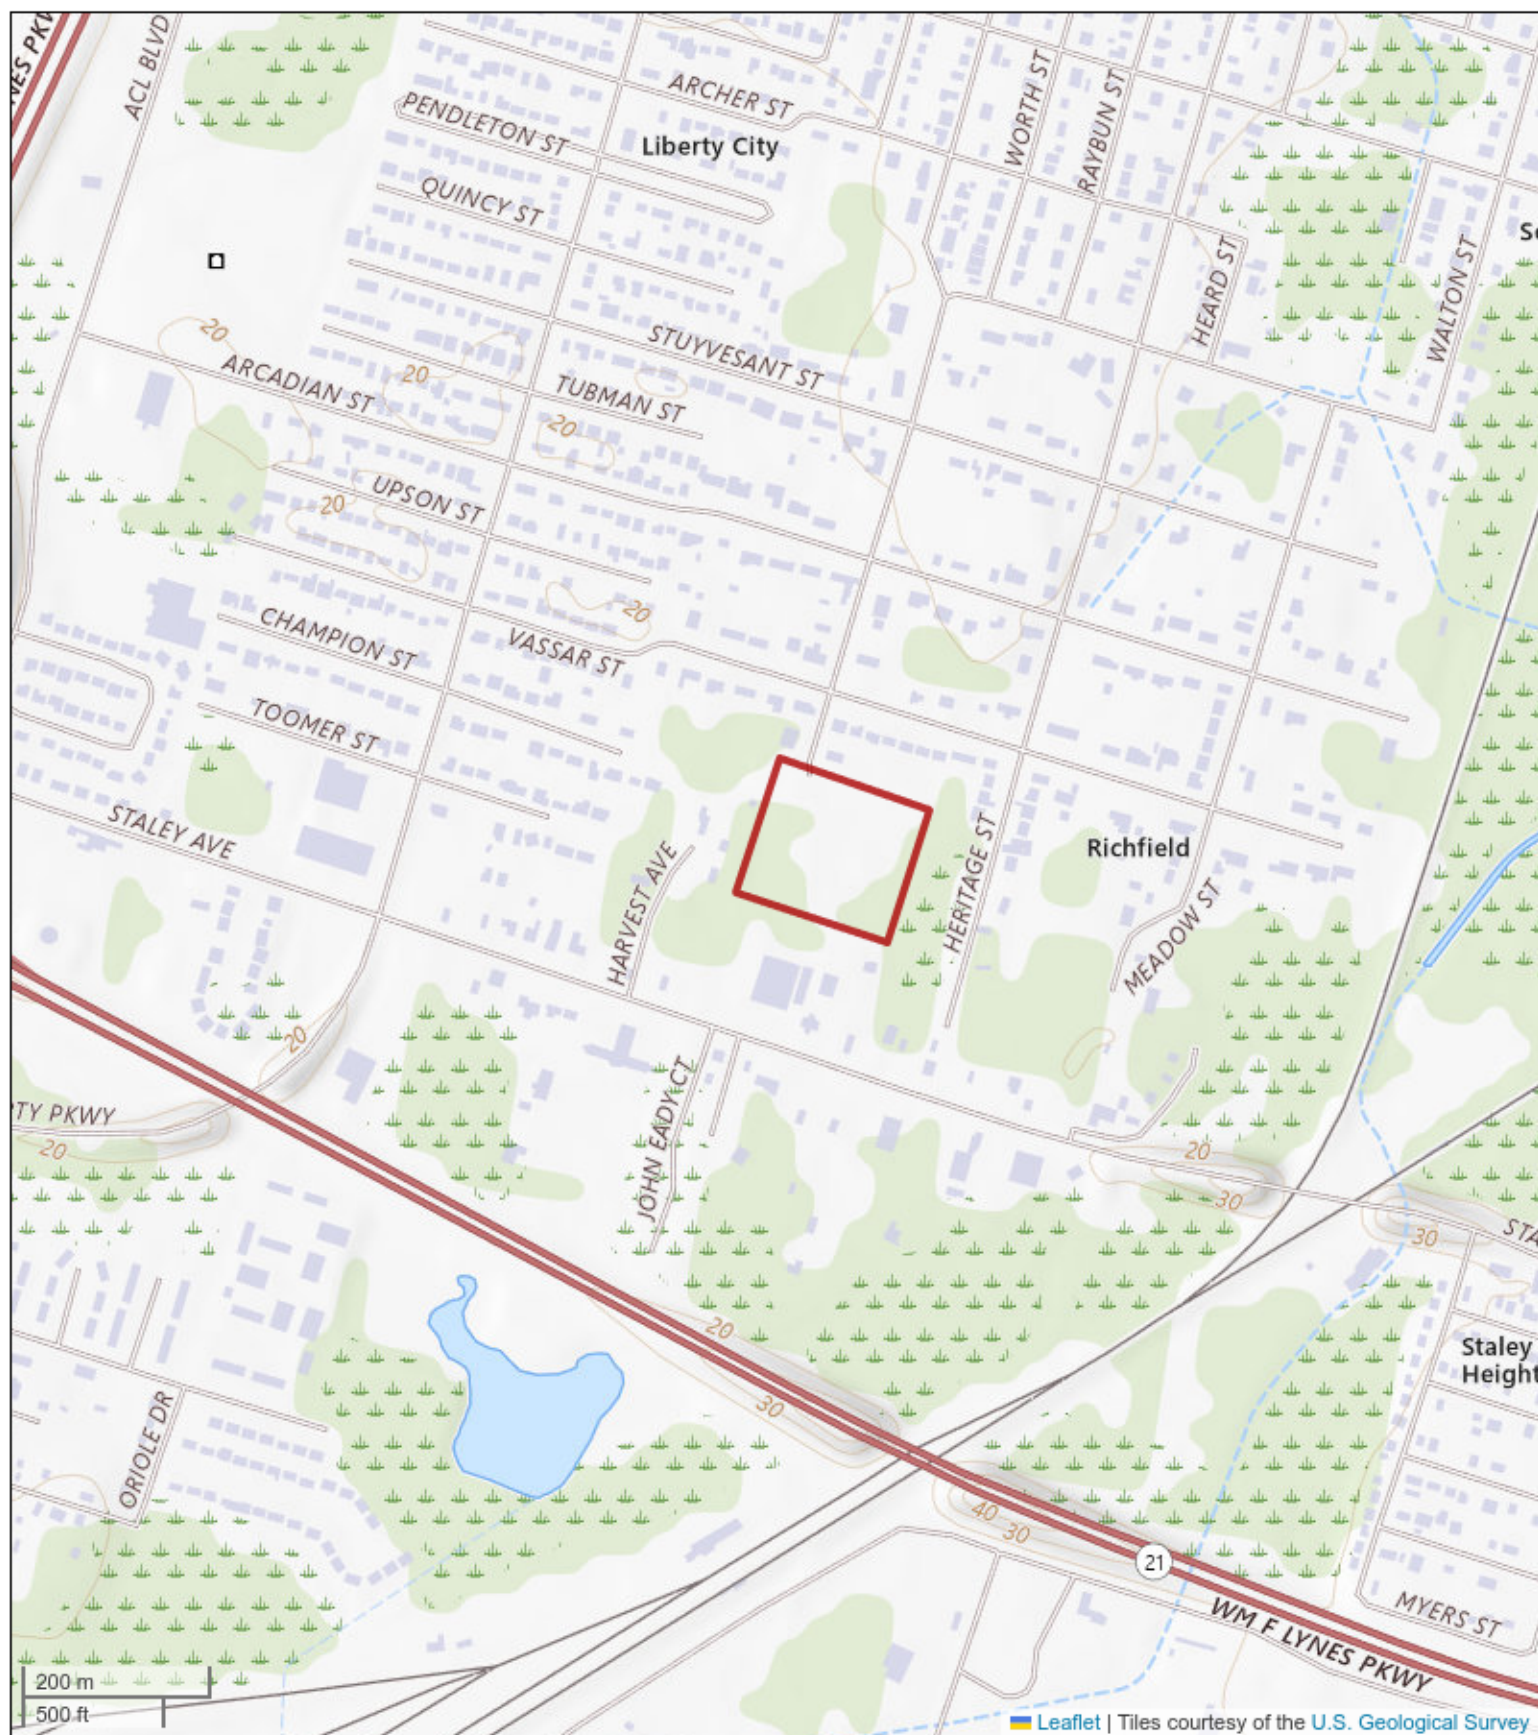 ACL BLVD
ARCHER ST
WORTH ST
RAYBUN ST
PENDLETON ST
Liberty City
QUINCY ST
HEARD ST
WALTON ST
20
STUYVESANT ST
ARCADIAN ST
20
TUBMAN ST
20
UPSON ST
20
20
CHAMPION ST
VASSAR ST
TOOMER ST
STALEY AVE
HARVEST AVE
HERITAGE ST
Richfield
MEADOW ST
20
JOHN EADY CT
TY PKWY
20
20
30
30
STA
20
30
Staley
Height
ORIOLE DR
40
30
21
MYERS ST
WM F LYNES PKWY
200 m
500 ft
Leaflet | Tiles courtesy of the U.S. Geological Survey